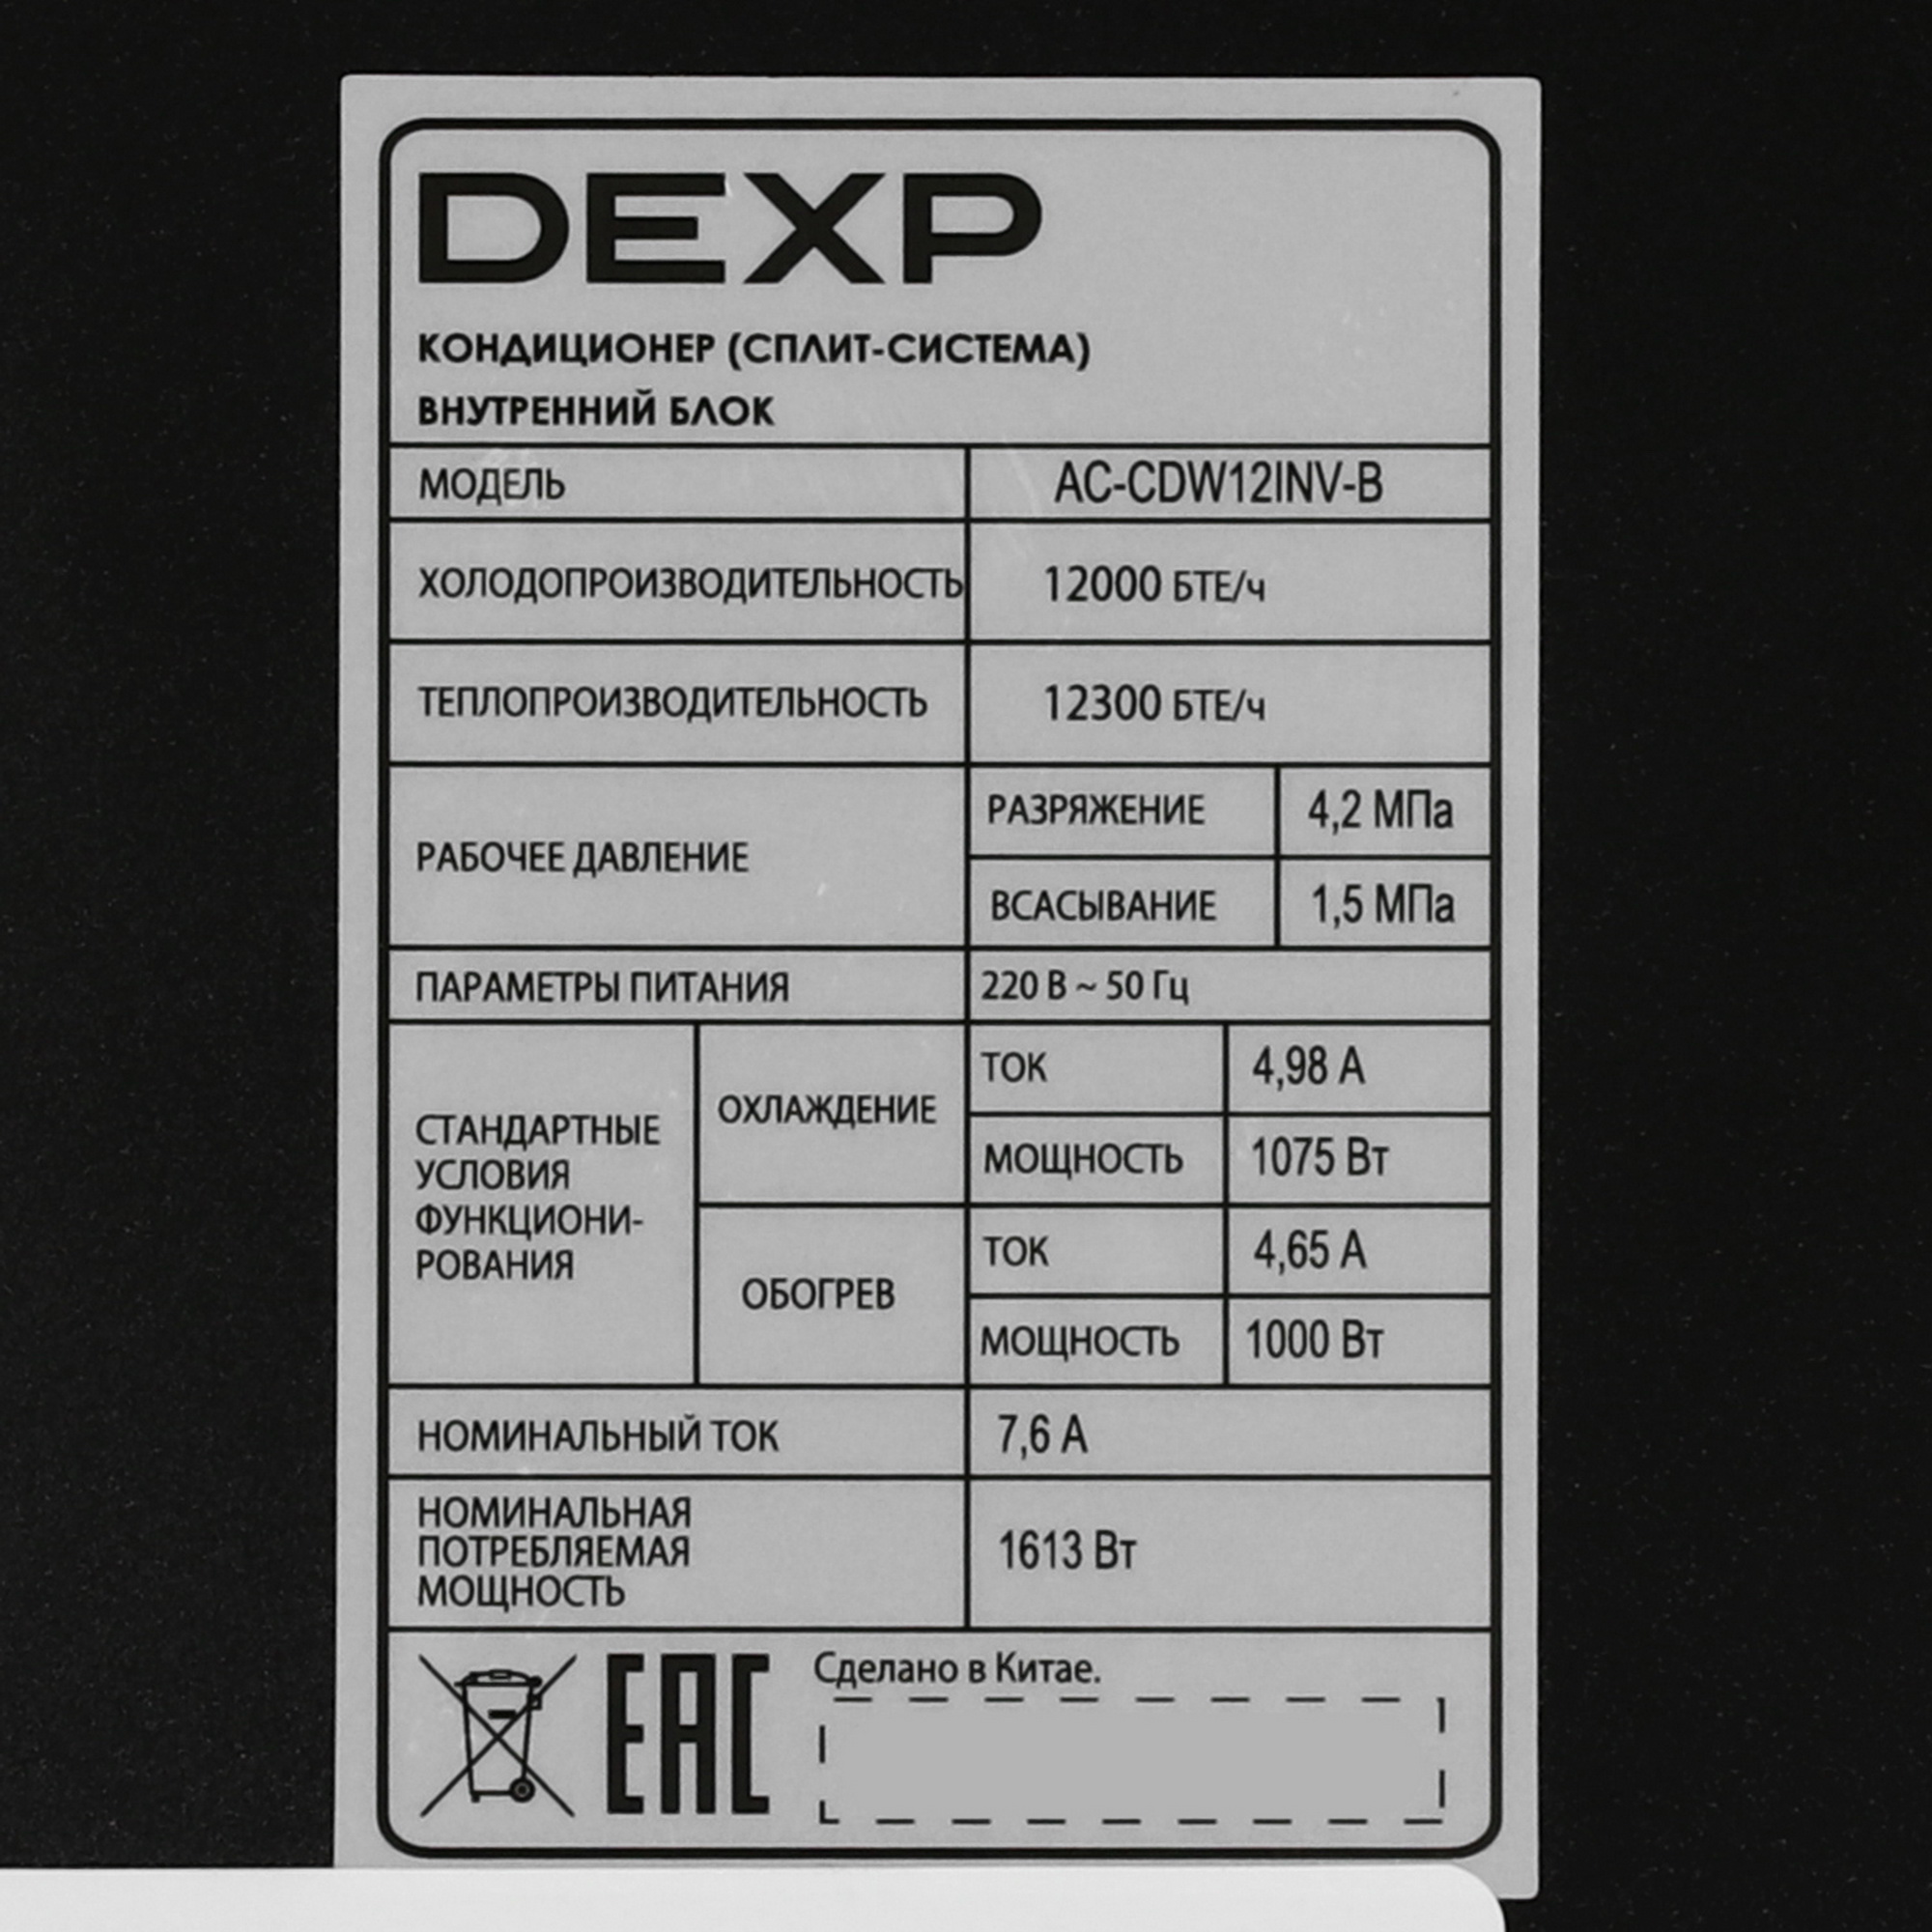 DEXP
КОНДИЦИОНЕР (СПЛИТ-СИСТЕМА)
ВНУТРЕННИЙ БЛОК
МОДЕЛЬ AC-CDW12INV-B
ХОЛОДОПРОИЗВОДИТЕЛЬНОСТЬ 12000 БТЕ/ч
ТЕПЛОПРОИЗВОДИТЕЛЬНОСТЬ 12300 БТЕ/ч
РАБОЧЕЕ ДАВЛЕНИЕ
РАЗРЯЖЕНИЕ 4,2 МПа
ВСАСЫВАНИЕ 1,5 МПа
ПАРАМЕТРЫ ПИТАНИЯ 220 В ~ 50 Гц
СТАНДАРТНЫЕ
УСЛОВИЯ
ФУНКЦИОНИ-
РОВАНИЯ
ОХЛАЖДЕНИЕ
ТОК 4,98 А
МОЩНОСТЬ 1075 Вт
ОБОГРЕВ
ТОК 4,65 А
МОЩНОСТЬ 1000 Вт
НОМИНАЛЬНЫЙ ТОК 7,6 А
НОМИНАЛЬНАЯ
ПОТРЕБЛЯЕМАЯ
МОЩНОСТЬ
1613 Вт
EAC
Сделано в Китае.